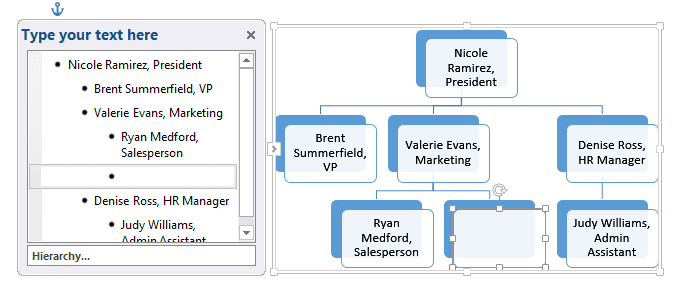 Type your text here
Nicole Ramirez, President
Brent Summerfield, VP
Valerie Evans, Marketing
Ryan Medford,
Salesperson
Denise Ross, HR Manager
Judy Williams,
Admin Assistant
Hierarchy...
Nicole
Ramirez,
President
Brent
Summerfield,
VP
Valerie Evans,
Marketing
Denise Ross,
HR Manager
Ryan
Medford,
Salesperson
Judy Williams,
Admin
Assistant